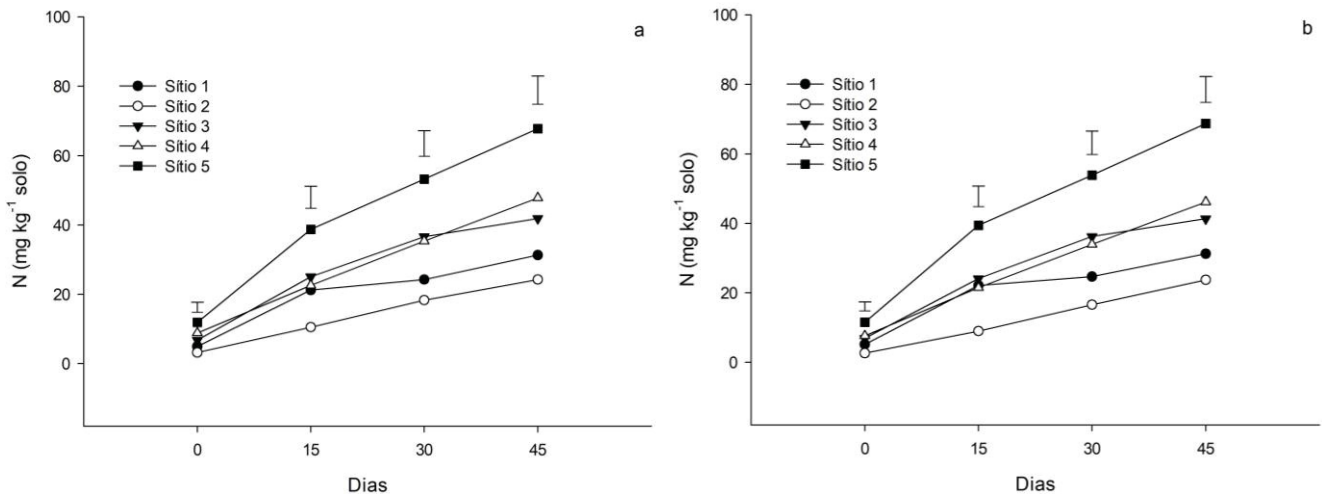 a
100
80
60
40
20
0
N (mg kg⁻¹ solo)
Sítio 1
Sítio 2
Sítio 3
Sítio 4
Sítio 5
0 15 30 45
Dias
b
100
80
60
40
20
0
N (mg kg⁻¹ solo)
Sítio 1
Sítio 2
Sítio 3
Sítio 4
Sítio 5
0 15 30 45
Dias